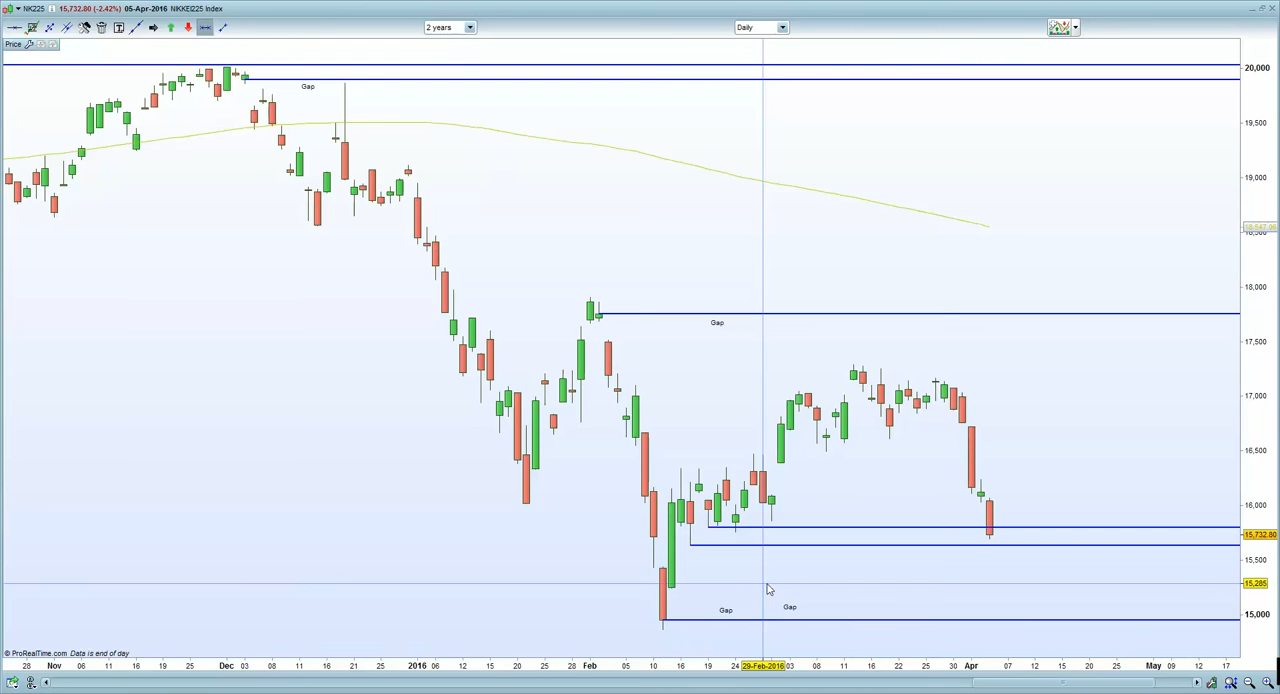 NK225 15,732.80 (-2.42%) 05-Apr-2016 NIKKEI225 Index
2 years Daily
Price
20,000
Gap
19,500
19,000
18,547.06
18,500
18,000
Gap
17,500
17,000
16,500
16,000
15,732.80
15,500
15,285
Gap Gap
15,000
© ProRealTime.com Data is end of day
28 Nov 06 11 16 19 25 Dec 03 08 11 16 21 25 2016 06 12 15 20 25 28 Feb 05 10 16 19 24 29-Feb-2016 03 08 11 16 22 25 30 Apr 07 12 15 20 25 May 09 12 17